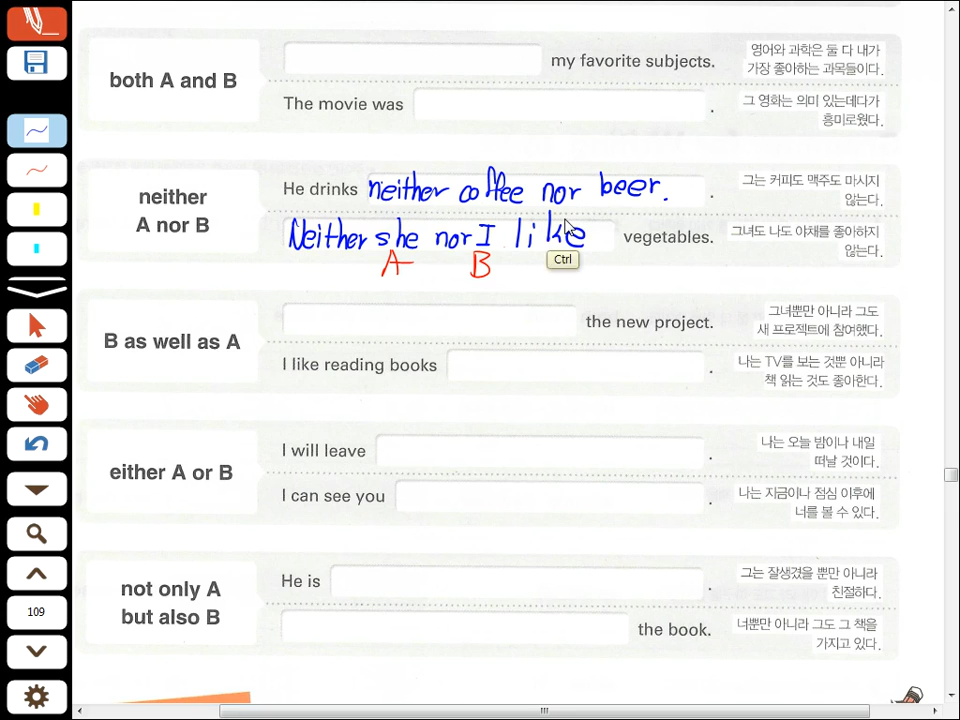 both A and B
my favorite subjects.
영어와 과학은 둘 다 내가
가장 좋아하는 과목들이다.
The movie was .
그 영화는 의미 있는데다가
흥미로웠다.
neither
A nor B
He drinks neither coffee nor beer. .
그는 커피도 맥주도 마시지
않는다.
Neither she nor I like vegetables.
그녀도 나도 야채를 좋아하지
않는다.
A B
Ctrl
B as well as A
the new project.
그녀뿐만 아니라 그도
새 프로젝트에 참여했다.
I like reading books .
나는 TV를 보는 것뿐 아니라
책 읽는 것도 좋아한다.
either A or B
I will leave .
나는 오늘 밤이나 내일
떠날 것이다.
I can see you .
나는 지금이나 점심 이후에
너를 볼 수 있다.
not only A
but also B
He is .
그는 잘생겼을 뿐만 아니라
친절하다.
the book.
너뿐만 아니라 그도 그 책을
가지고 있다.
109